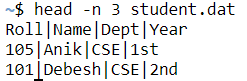 ~$ head -n 3 student.dat
Roll|Name|Dept|Year
105|Anik|CSE|1st
101|Debesh|CSE|2nd